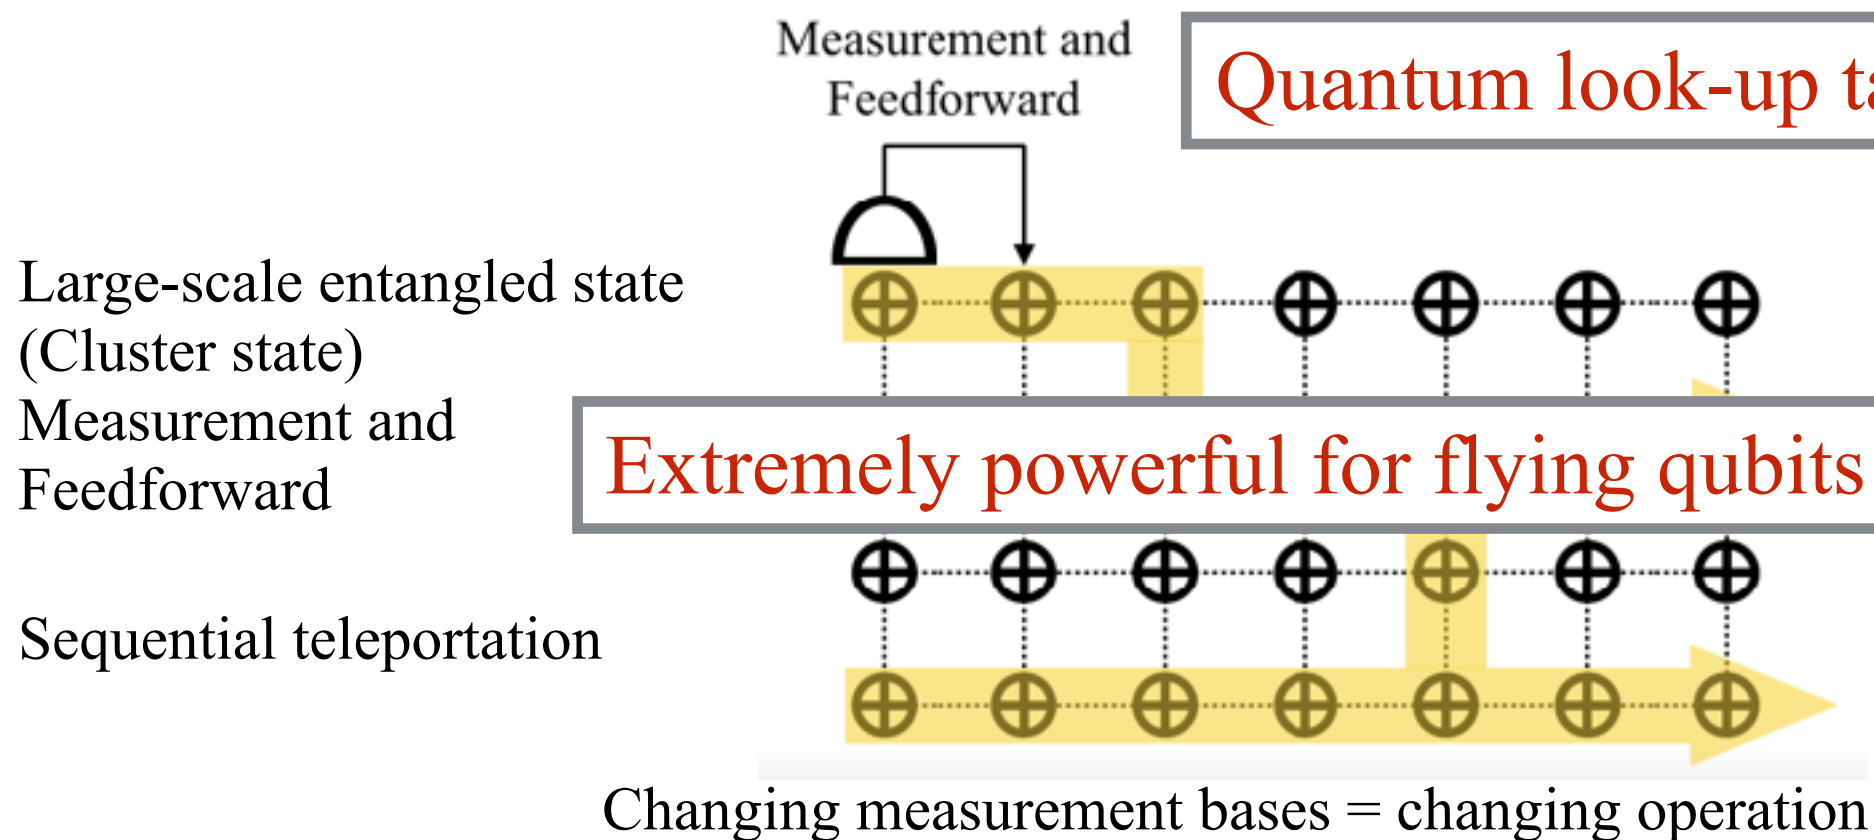 Measurement and
Feedforward
Quantum look-up
Large-scale entangled state
(Cluster state)
Measurement and
Feedforward
Extremely powerful for flying qubits
Sequential teleportation
Changing measurement bases = changing operation